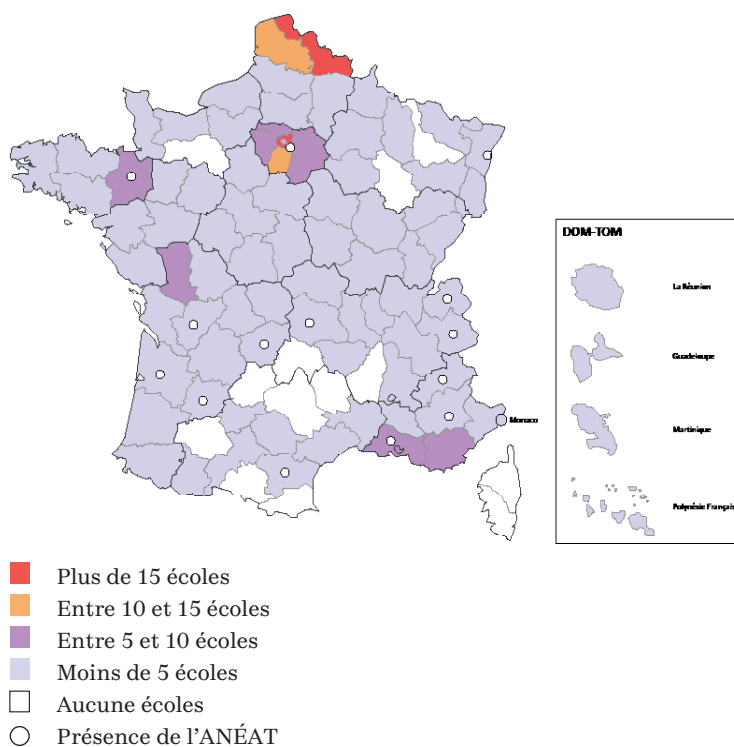 DOM-TOM
La Réunion
Guadeloupe
Monaco
Martinique
Polynésie Français
Plus de 15 écoles
Entre 10 et 15 écoles
Entre 5 et 10 écoles
Moins de 5 écoles
Aucune écoles
Présence de l'ANÉAT